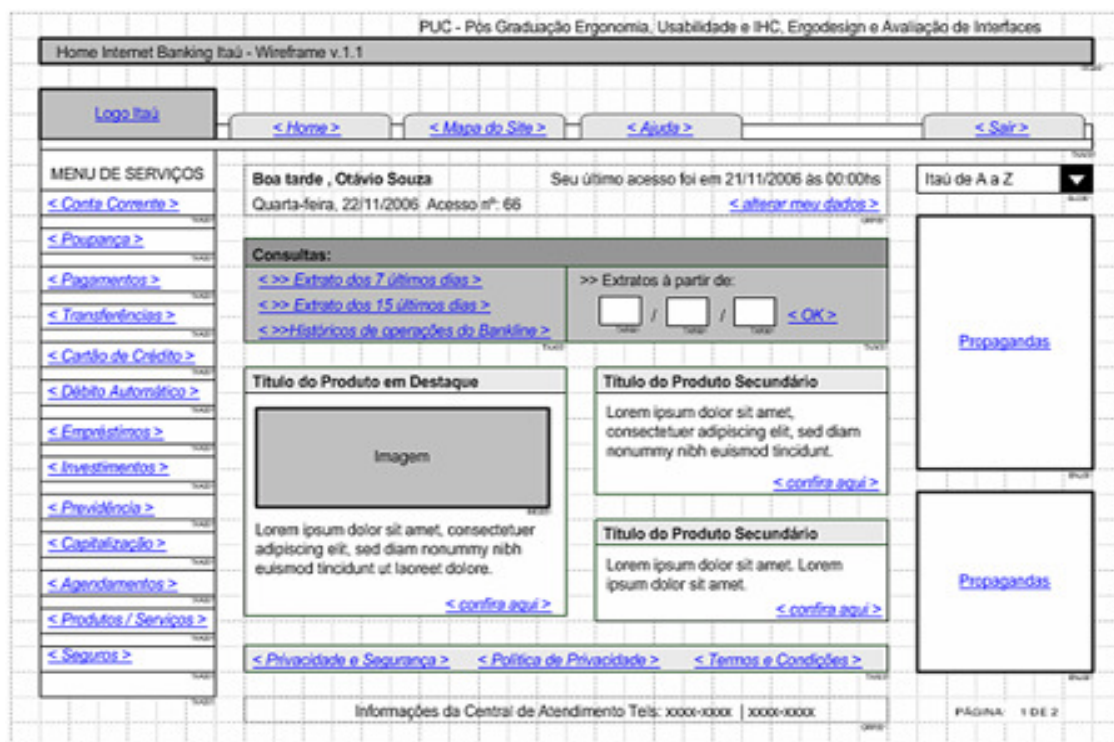 PUC - Pós Graduação Ergonomia, Usabilidade e IHC, Ergodesign e Avaliação de Interfaces
Home Internet Banking Itaú - Wireframe v.1.1
Logo Itaú
< Home >
< Mapa do Site >
< Ajuda >
< Sair >
MENU DE SERVIÇOS
< Conta Corrente >
< Poupança >
< Pagamentos >
< Transferências >
< Cartão de Crédito >
< Débito Automático >
< Empréstimos >
< Investimentos >
< Previdência >
< Capitalização >
< Agendamentos >
< Produtos / Serviços >
< Seguros >
Boa tarde , Otávio Souza
Seu último acesso foi em 21/11/2006 às 00:00hs
Quarta-feira, 22/11/2006 Acesso nº: 66
< alterar meu dados >
Consultas:
< >> Extrato dos 7 últimos dias >
< >> Extrato dos 15 últimos dias >
< >>Históricos de operações do Bankline >
>> Extratos à partir de:
/ / < OK >
Título do Produto em Destaque
Imagem
Lorem ipsum dolor sit amet, consectetuer
adipiscing elit, sed diam nonummy nibh
euismod tincidunt ut laoreet dolore.
< confira aqui >
Título do Produto Secundário
Lorem ipsum dolor sit amet,
consectetuer adipiscing elit, sed diam
nonummy nibh euismod tincidunt.
< confira aqui >
Título do Produto Secundário
Lorem ipsum dolor sit amet. Lorem
ipsum dolor sit amet.
< confira aqui >
Itaú de A a Z
Propagandas
Propagandas
< Privacidade e Segurança >
< Política de Privacidade >
< Termos e Condições >
Informações da Central de Atendimento Tels: xxxx-xxxx | xxxx-xxxx
PÁGINA: 1 DE 2